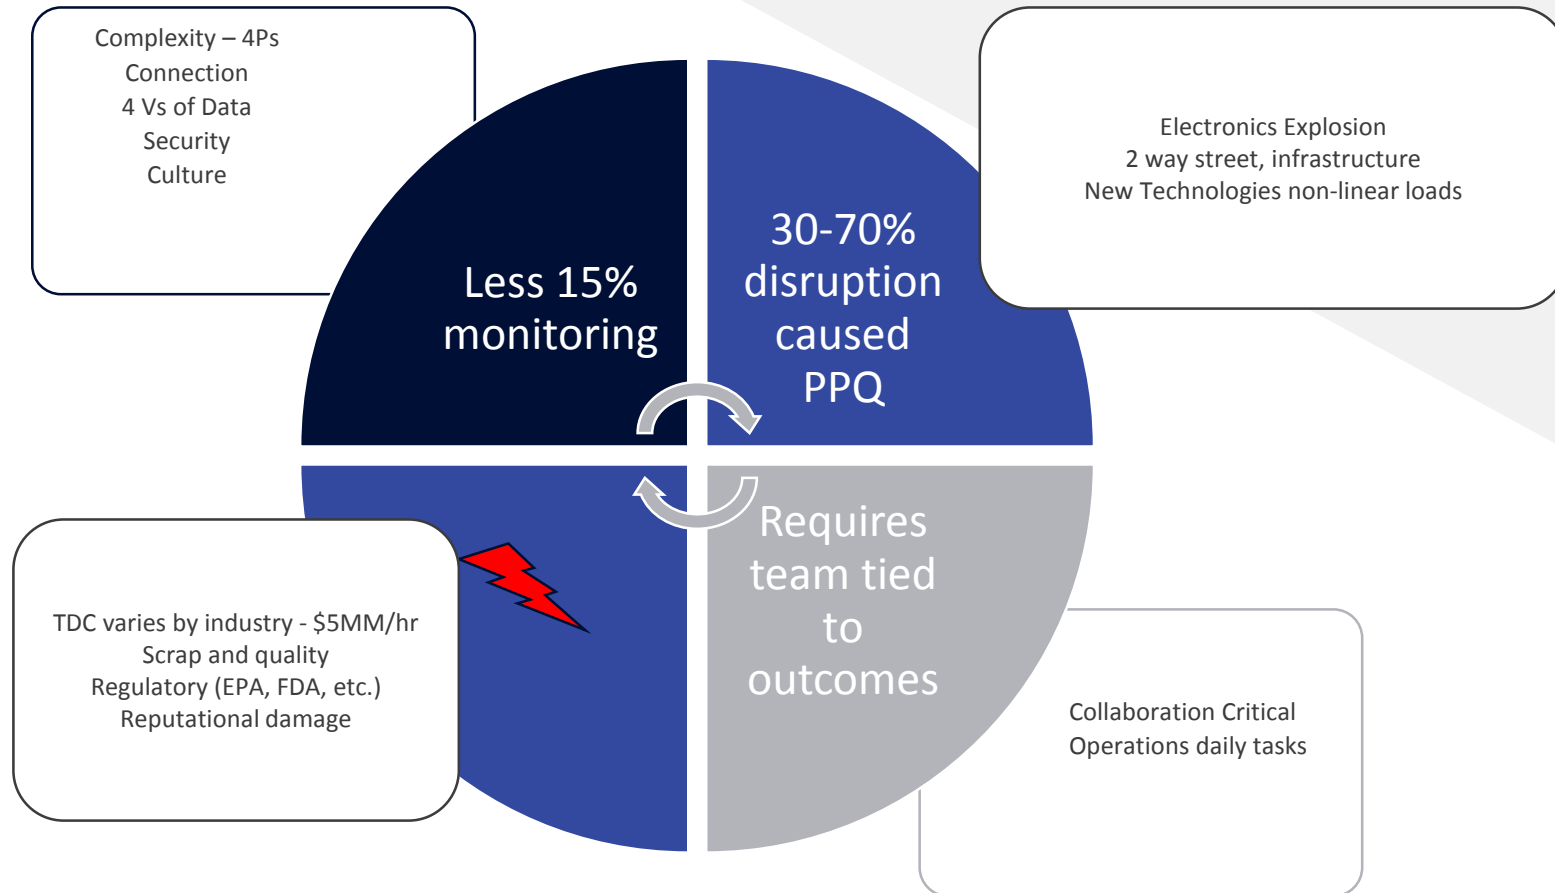 Complexity – 4Ps
Connection
4 Vs of Data
Security
Culture
Less 15%
monitoring
30-70%
disruption
caused
PPQ
Electronics Explosion
2 way street, infrastructure
New Technologies non-linear loads
TDC varies by industry - $5MM/hr
Scrap and quality
Regulatory (EPA, FDA, etc.)
Reputational damage
Requires
team tied
to
outcomes
Collaboration Critical
Operations daily tasks